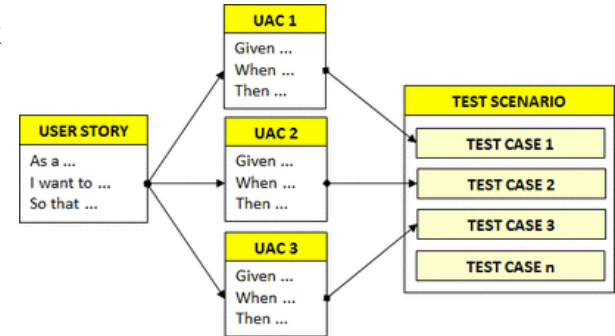 USER STORY
As a ...
I want to ...
So that ...
UAC 1
Given ...
When ...
Then ...
UAC 2
Given ...
When ...
Then ...
UAC 3
Given ...
When ...
Then ...
TEST SCENARIO
TEST CASE 1
TEST CASE 2
TEST CASE 3
TEST CASE n